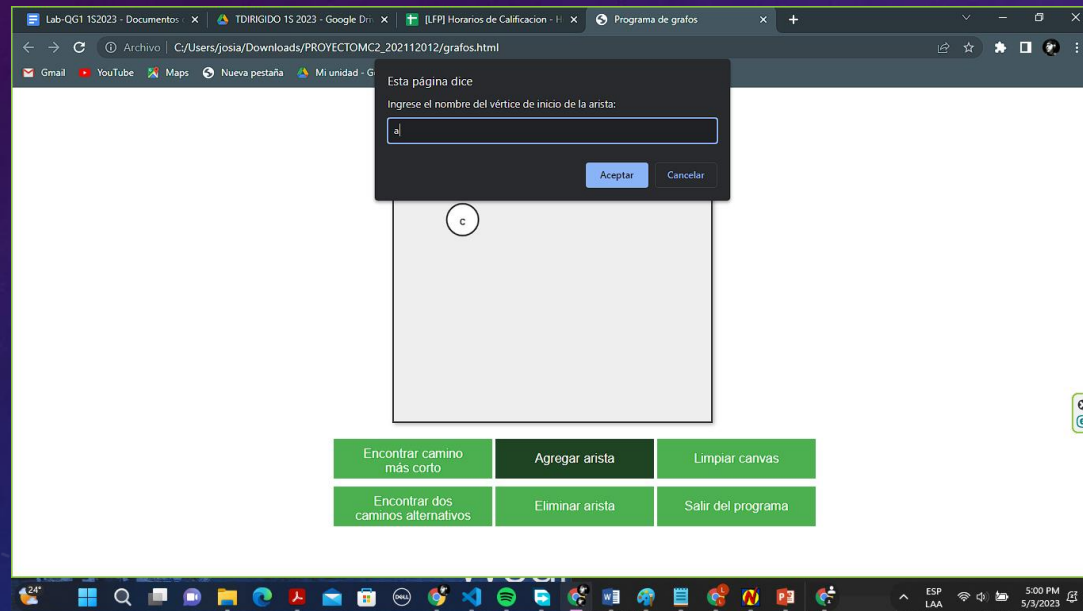 Lab-QG1 1S2023 - Documentos
TDIRIGIDO 1S 2023 - Google Dri
[LFP] Horarios de Calificacion - H
Programa de grafos
Archivo C:/Users/josia/Downloads/PROYECTOMC2_202112012/grafos.html
Gmail YouTube Maps Nueva pestaña Mi unidad - G
Esta página dice
Ingrese el nombre del vértice de inicio de la arista:
a
Aceptar Cancelar
c
Encontrar camino
más corto
Agregar arista
Limpiar canvas
Encontrar dos
caminos alternativos
Eliminar arista
Salir del programa
24°
DELL
ESP
LAA
5:00 PM
5/3/2023